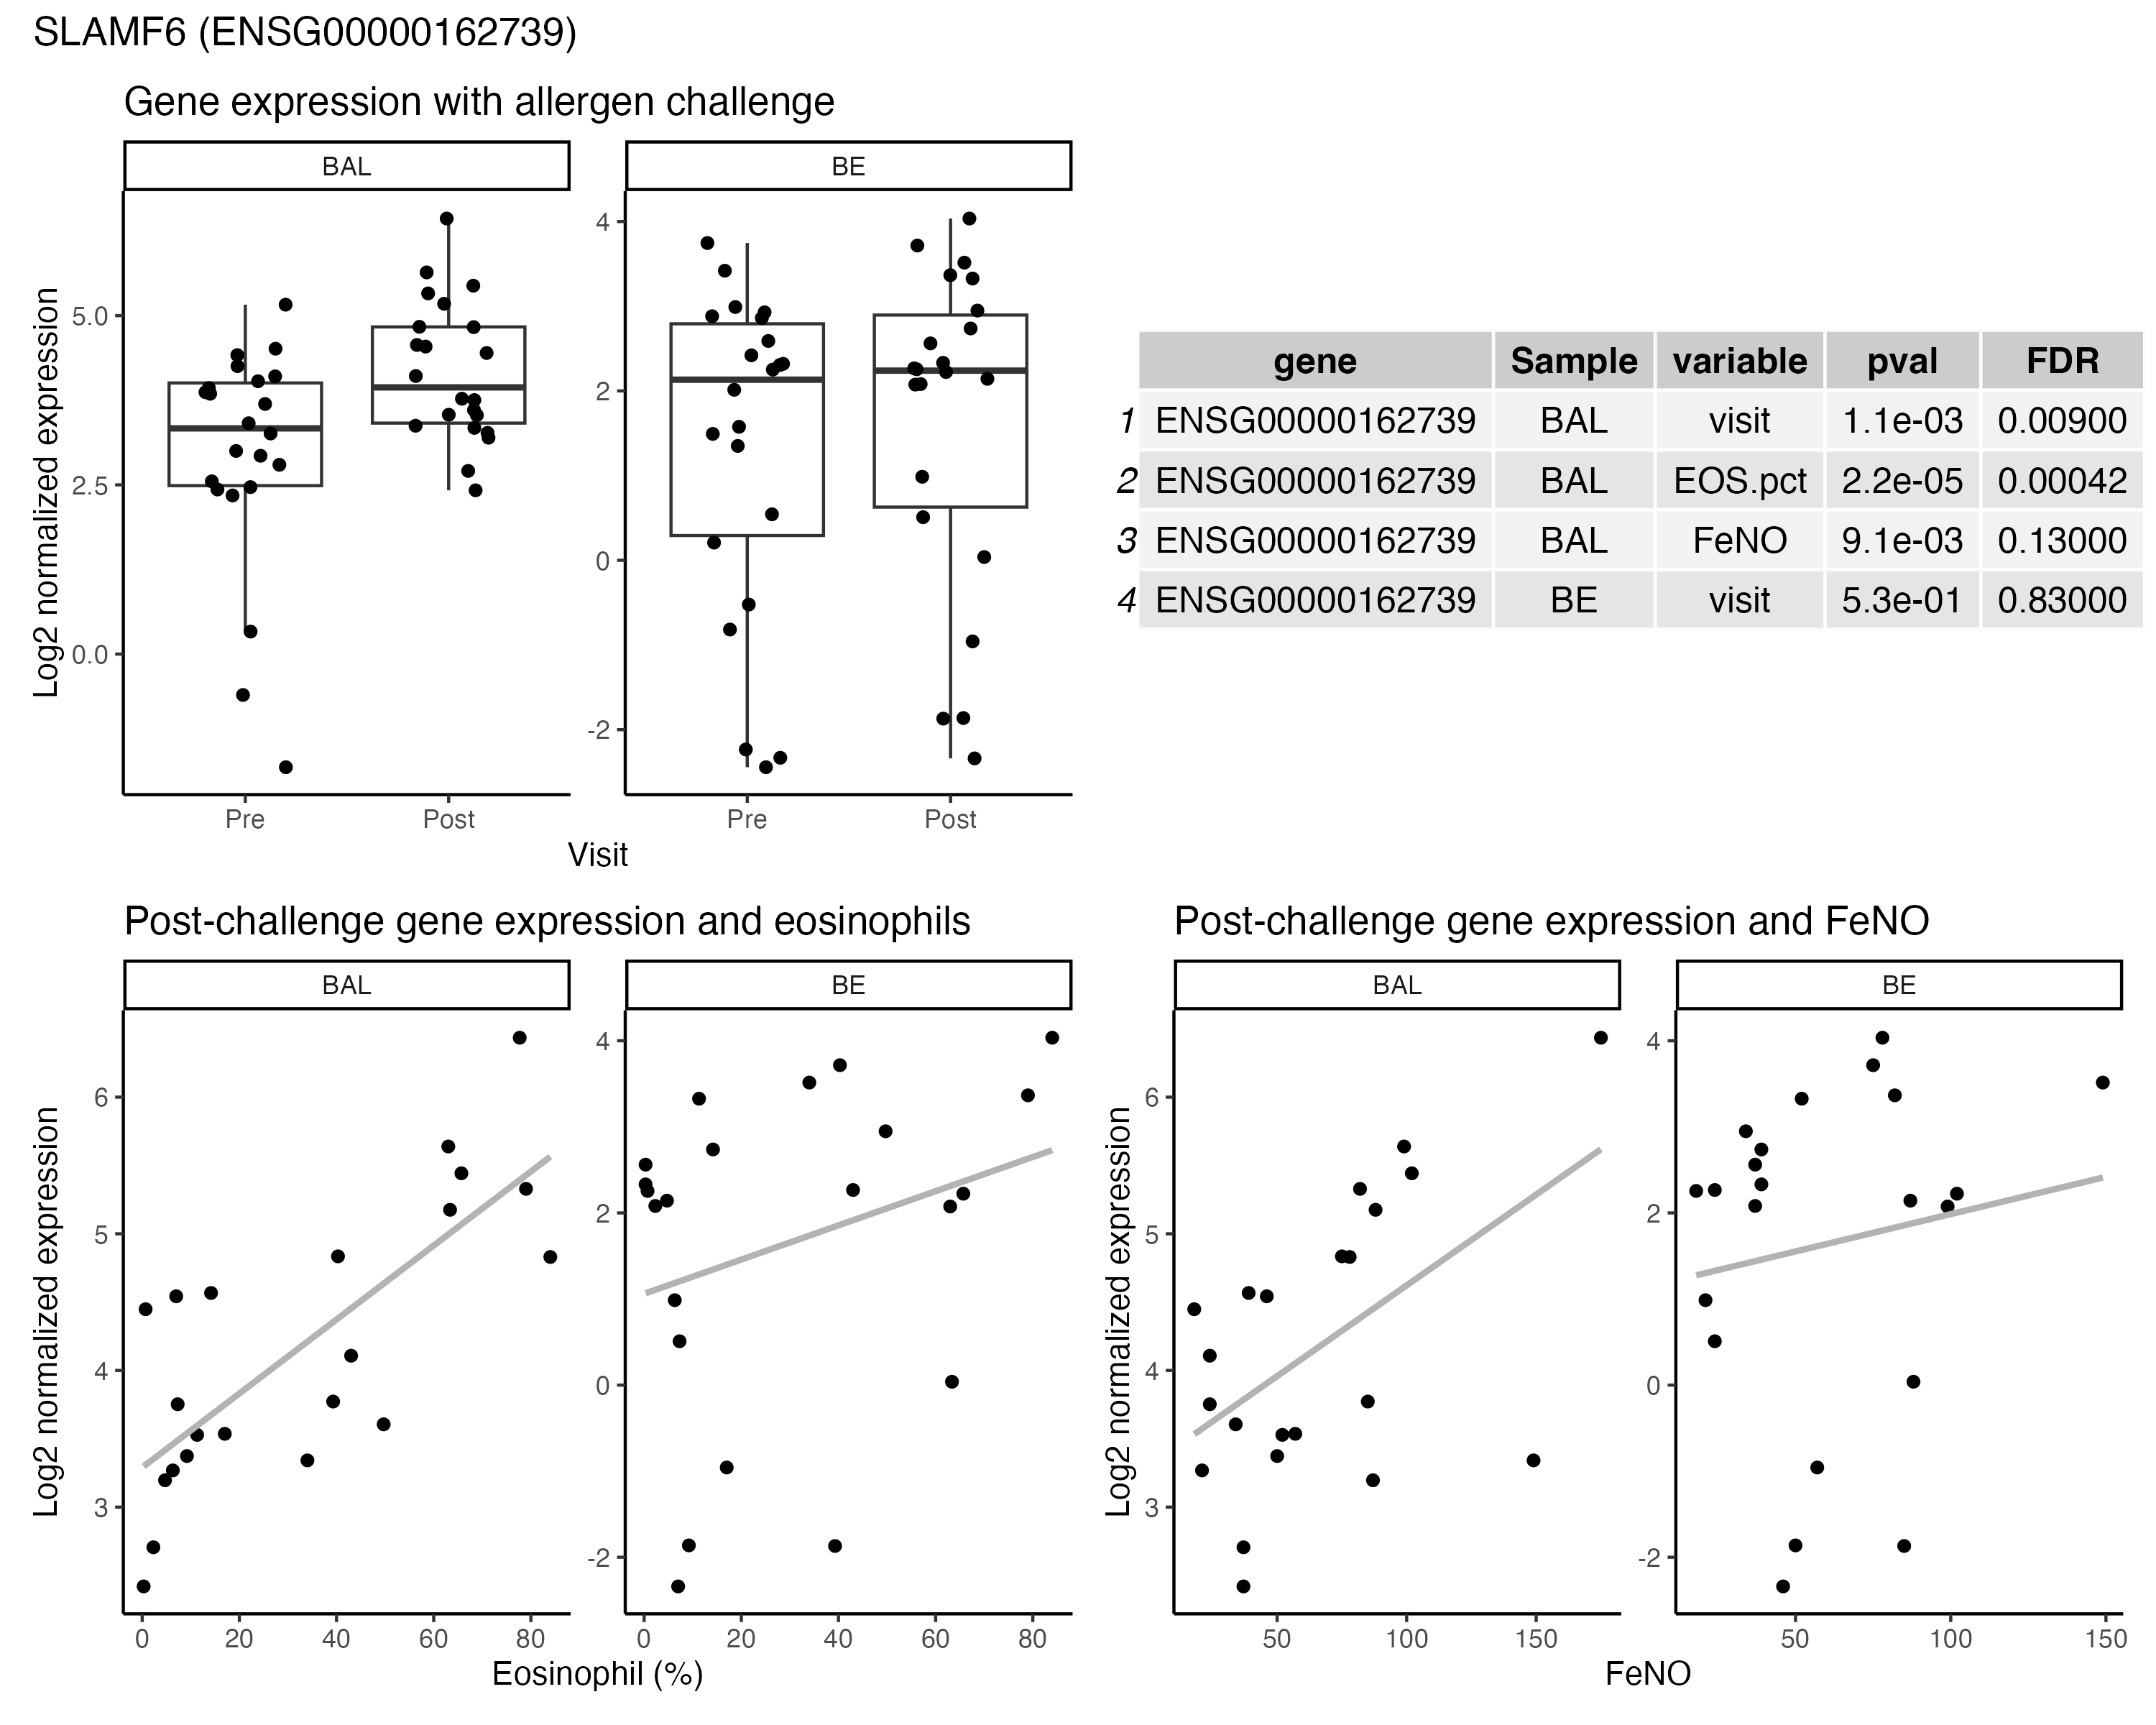 SLAMF6 (ENSG00000162739)
Gene expression with allergen challenge
BAL
BE
Log2 normalized expression
5.0
2.5
0.0
4
2
0
-2
Pre
Post
Pre
Post
Visit
gene Sample variable pval FDR
1 ENSG00000162739 BAL visit 1.1e-03 0.00900
2 ENSG00000162739 BAL EOS.pct 2.2e-05 0.00042
3 ENSG00000162739 BAL FeNO 9.1e-03 0.13000
4 ENSG00000162739 BE visit 5.3e-01 0.83000
Post-challenge gene expression and eosinophils
BAL
BE
Log2 normalized expression
6
5
4
3
4
2
0
-2
0 20 40 60 80
0 20 40 60 80
Eosinophil (%)
Post-challenge gene expression and FeNO
BAL
BE
Log2 normalized expression
6
5
4
3
4
2
0
-2
50 100 150
50 100 150
FeNO